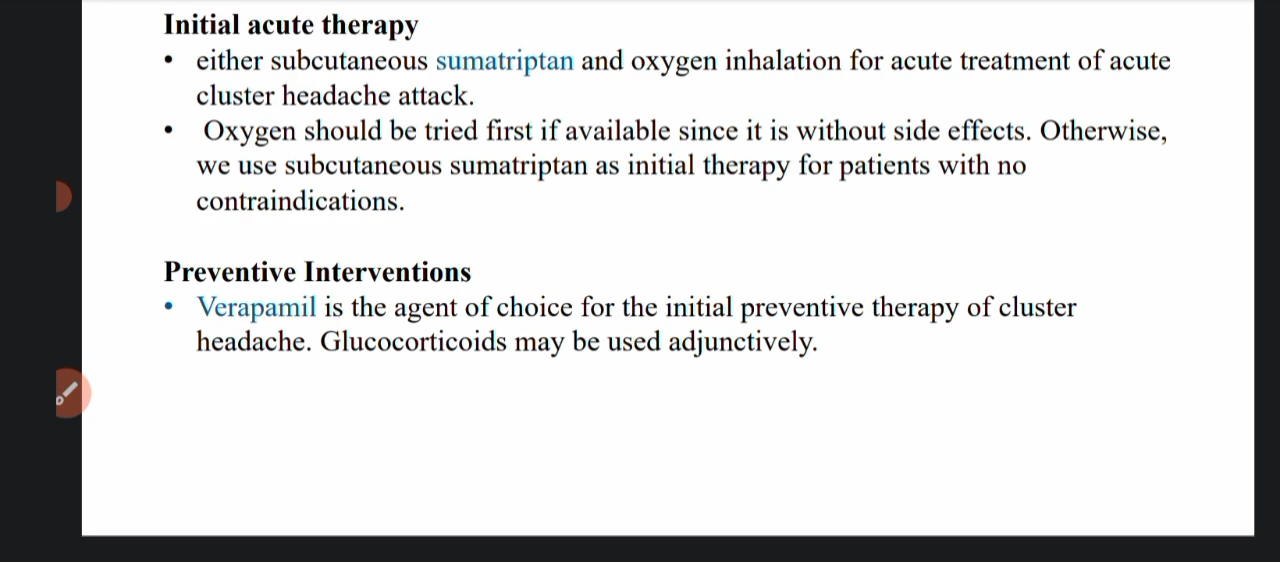 Initial acute therapy
• either subcutaneous sumatriptan and oxygen inhalation for acute treatment of acute
cluster headache attack.
• Oxygen should be tried first if available since it is without side effects. Otherwise,
we use subcutaneous sumatriptan as initial therapy for patients with no
contraindications.
Preventive Interventions
• Verapamil is the agent of choice for the initial preventive therapy of cluster
headache. Glucocorticoids may be used adjunctively.